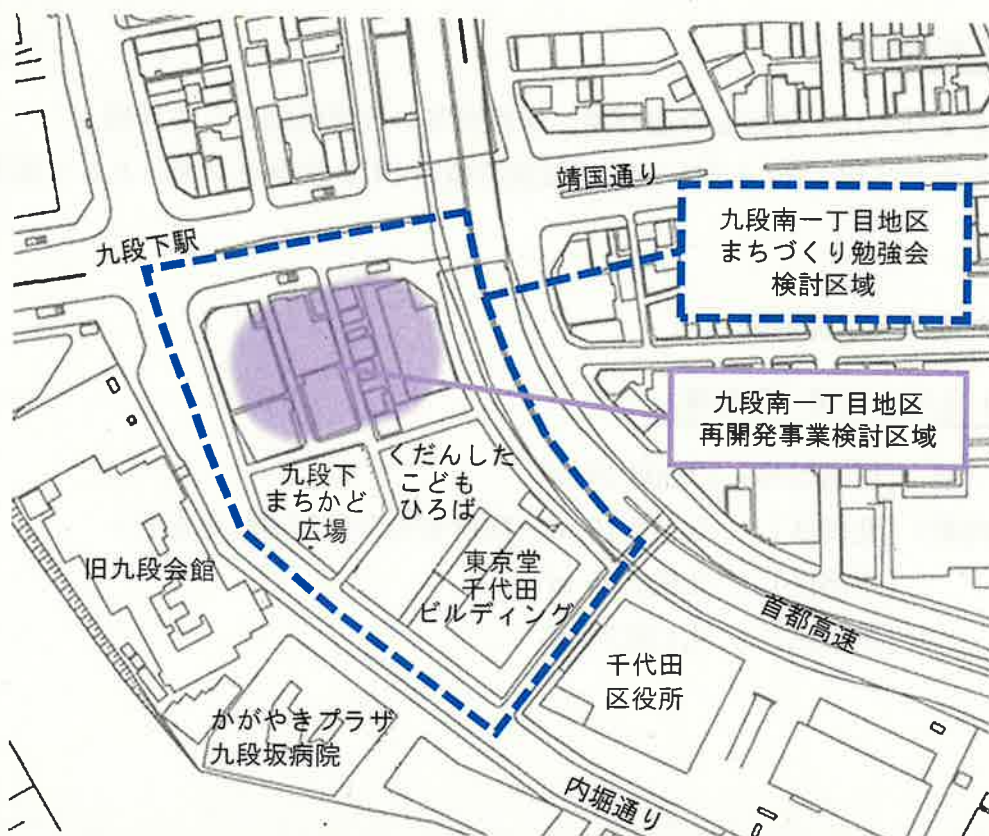 靖国通り
九段下駅
九段南一丁目地区
まちづくり勉強会
検討区域
九段南一丁目地区
再開発事業検討区域
九段下
まちかど
広場
くだんした
こども
ひろば
旧九段会館
東京堂
千代田
ビルディング
首都高速
千代田
区役所
かがやきプラザ
九段坂病院
内堀通り